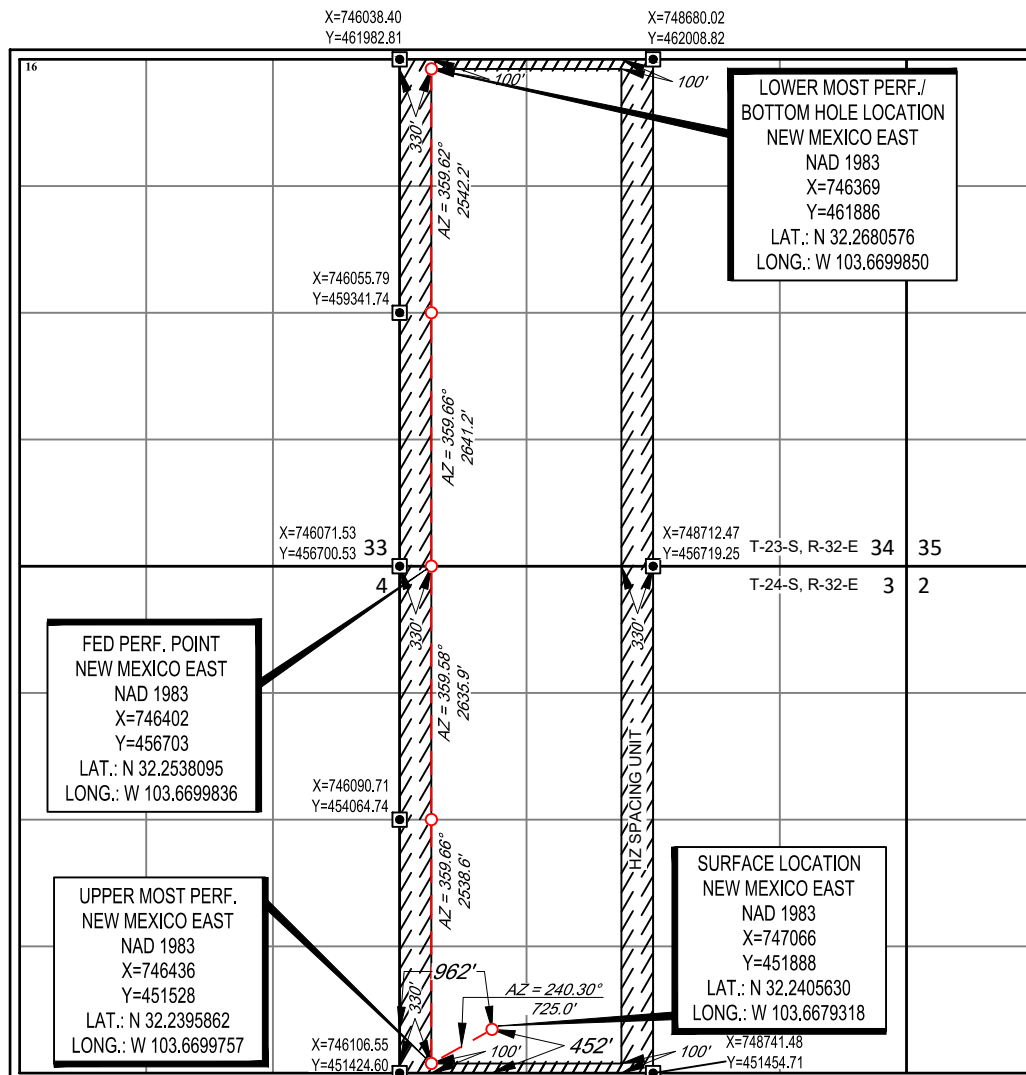 X=746038.40
Y=461982.81
X=748680.02
Y=462008.82
16
100'
100'
330'
LOWER MOST PERF./
BOTTOM HOLE LOCATION
NEW MEXICO EAST
NAD 1983
X=746369
Y=461886
LAT.: N 32.2680576
LONG.: W 103.6699850
AZ = 359.62°
2542.2'
X=746055.79
Y=459341.74
AZ = 359.66°
2641.2'
X=746071.53
Y=456700.53
33
4
X=748712.47
Y=456719.25
T-23-S, R-32-E 34 35
T-24-S, R-32-E 3 2
330'
330'
FED PERF. POINT
NEW MEXICO EAST
NAD 1983
X=746402
Y=456703
LAT.: N 32.2538095
LONG.: W 103.6699836
AZ = 359.58°
2635.9'
HZ SPACING UNIT
X=746090.71
Y=454064.74
AZ = 359.66°
2538.6'
UPPER MOST PERF.
NEW MEXICO EAST
NAD 1983
X=746436
Y=451528
LAT.: N 32.2395862
LONG.: W 103.6699757
SURFACE LOCATION
NEW MEXICO EAST
NAD 1983
X=747066
Y=451888
LAT.: N 32.2405630
LONG.: W 103.6679318
962'
330'
AZ = 240.30°
725.0'
100'
452'
100'
X=746106.55
Y=451424.60
X=748741.48
Y=451454.71